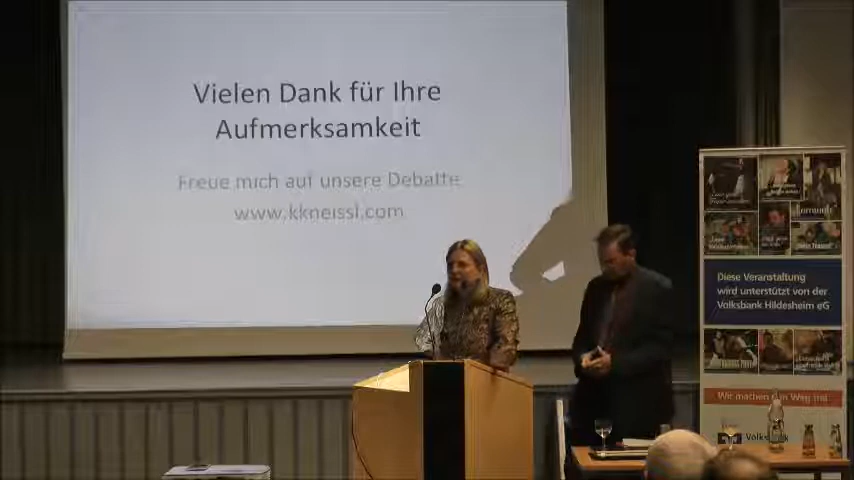 Vielen Dank für Ihre
Aufmerksamkeit
Freue mich auf unsere Debatte
www.kkneissl.com
Diese Veranstaltung
wird unterstützt von der
Volksbank Hildesheim eG
Wir machen den Weg frei